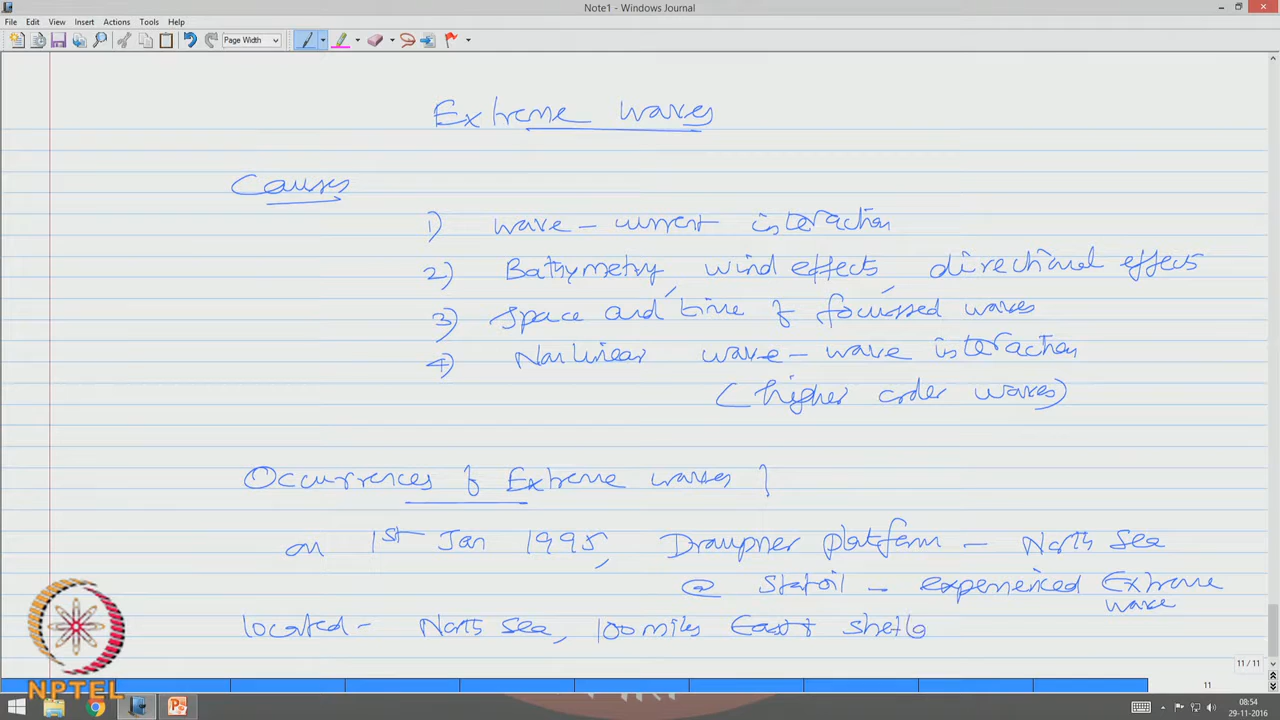 Note1 - Windows Journal
File Edit View Insert Actions Tools Help
Page Width
Extreme waves
Causes
1) wave - current interaction
2) Bathymetry, wind effects, directional effects
3) space and time of focussed waves
4) Nonlinear wave - wave interaction
(higher order waves)
Occurrences of Extreme waves
on 1st Jan 1995, Draupner platform - North Sea
@ Statoil - experienced Extreme
wave
located - North Sea, 100 miles East
NPTEL
11 / 11
11
08:54
29-11-2016